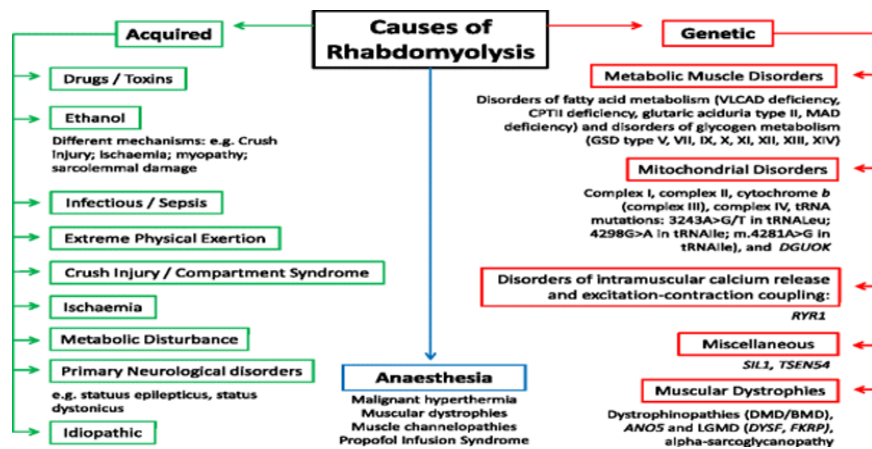 Causes of
Rhabdomyolysis
Acquired
Drugs / Toxins
Ethanol
Different mechanisms: e.g. Crush
Injury; ischaemia; myopathy;
sarcolemmal damage
Infectious / Sepsis
Extreme Physical Exertion
Crush Injury / Compartment Syndrome
Ischaemia
Metabolic Disturbance
Primary Neurological disorders
e.g. statuus epilepticus, status
dystonicus
Idiopathic
Anaesthesia
Malignant hyperthermia
Muscular dystrophies
Muscle channelopathies
Propofol Infusion Syndrome
Genetic
Metabolic Muscle Disorders
Disorders of fatty acid metabolism (VLCAD deficiency,
CPTII deficiency, glutaric aciduria type II, MAD
deficiency) and disorders of glycogen metabolism
(GSD type V, VII, IX, X, XI, XII, XIII, XIV)
Mitochondrial Disorders
Complex I, complex II, cytochrome b
(complex III), complex IV, tRNA
mutations: 3243A>G/T in tRNALeu;
4298G>A in tRNAIle; m.4281A>G in
tRNAIle), and DGUOK
Disorders of intramuscular calcium release
and excitation-contraction coupling:
RYR1
Miscellaneous
SIL1, TSEN54
Muscular Dystrophies
Dystrophinopathies (DMD/BMD),
ANO5 and LGMD (DYSF, FKRP),
alpha-sarcoglycanopathy